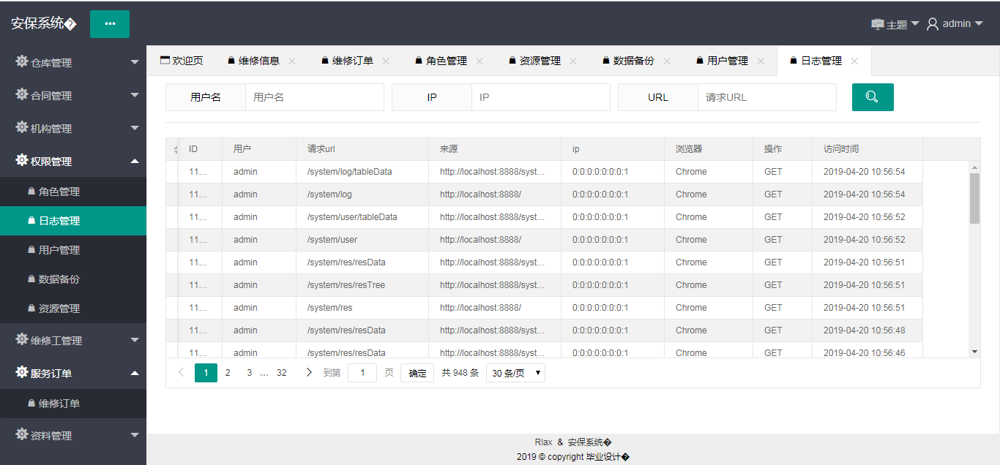 安保系统� ••• 主题 admin
欢迎页 维修信息 维修订单 角色管理 资源管理 数据备份 用户管理 日志管理
仓库管理
合同管理
机构管理
权限管理
角色管理
日志管理
用户管理
数据备份
资源管理
维修工管理
服务订单
维修订单
资料管理
用户名 用户名 IP IP URL 请求URL
ID 用户 请求url 来源 ip 浏览器 操作 访问时间
11... admin /system/log/tableData http://localhost:8888/syst... 0:0:0:0:0:0:0:1 Chrome GET 2019-04-20 10:56:54
11... admin /system/log http://localhost:8888/ 0:0:0:0:0:0:0:1 Chrome GET 2019-04-20 10:56:54
11... admin /system/user/tableData http://localhost:8888/syst... 0:0:0:0:0:0:0:1 Chrome GET 2019-04-20 10:56:52
11... admin /system/user http://localhost:8888/ 0:0:0:0:0:0:0:1 Chrome GET 2019-04-20 10:56:52
11... admin /system/res/resData http://localhost:8888/syst... 0:0:0:0:0:0:0:1 Chrome GET 2019-04-20 10:56:51
11... admin /system/res/resTree http://localhost:8888/syst... 0:0:0:0:0:0:0:1 Chrome GET 2019-04-20 10:56:51
11... admin /system/res http://localhost:8888/ 0:0:0:0:0:0:0:1 Chrome GET 2019-04-20 10:56:51
11... admin /system/res/resData http://localhost:8888/syst... 0:0:0:0:0:0:0:1 Chrome GET 2019-04-20 10:56:48
11... admin /system/res/resData http://localhost:8888/syst... 0:0:0:0:0:0:0:1 Chrome GET 2019-04-20 10:56:46
1 2 3 ... 32 到第 1 页 确定 共 948 条 30 条/页
Rlax & 安保系统�
2019 © copyright 毕业设计�